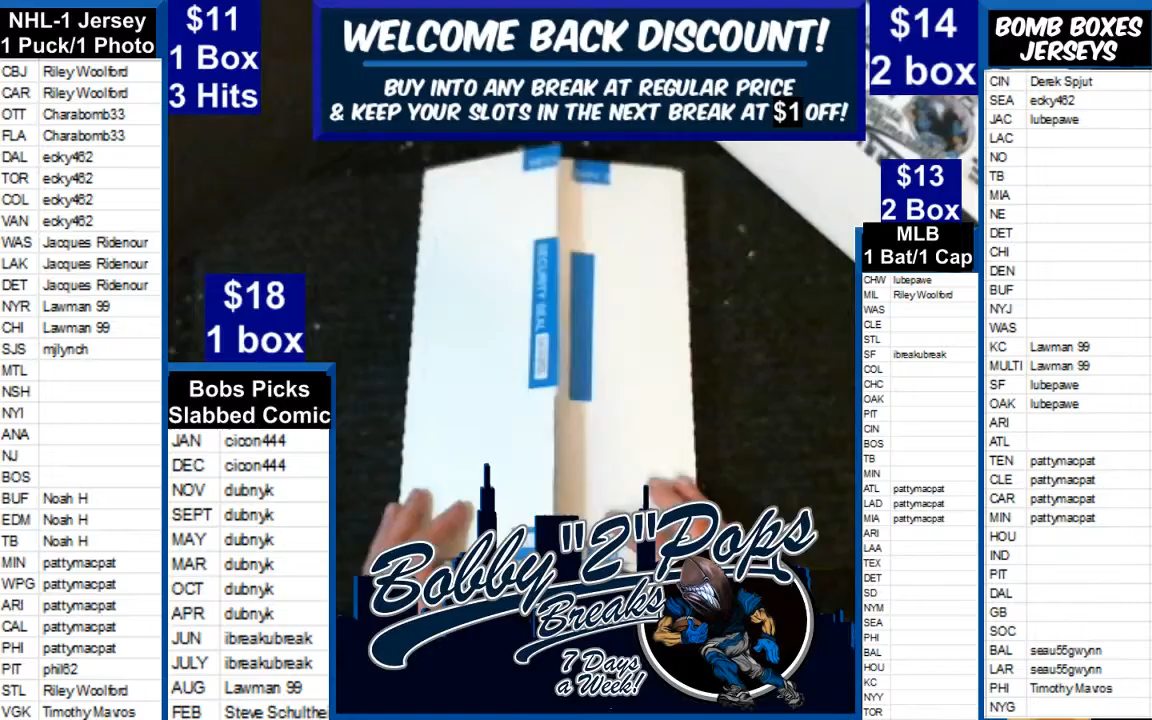 NHL-1 Jersey
1 Puck/1 Photo
CBJ Riley Woolford
CAR Riley Woolford
OTT Charabomb33
FLA Charabomb33
DAL eoky462
TOR eoky462
COL eoky462
VAN eoky462
WAS Jacques Ridenour
LAK Jacques Ridenour
DET Jacques Ridenour
NYR Lawman 99
CHI Lawman 99
SJS mjlynch
MTL
NSH
NYI
ANA
NJ
BOS
BUF Noah H
EDM Noah H
TB Noah H
MIN pattymacpat
WPG pattymacpat
ARI pattymacpat
CAL pattymacpat
PHI pattymacpat
PIT phil62
STL Riley Woolford
VGK Timothy Mavros
$11
1 Box
3 Hits
$18
1 box
Bobs Picks
Slabbed Comic
JAN cicon444
DEC cicon444
NOV dubnyk
SEPT dubnyk
MAY dubnyk
MAR dubnyk
OCT dubnyk
APR dubnyk
JUN ibreakubreak
JULY ibreakubreak
AUG Lawman 99
FEB Steve Schulthe
WELCOME BACK DISCOUNT!
BUY INTO ANY BREAK AT REGULAR PRICE
& KEEP YOUR SLOTS IN THE NEXT BREAK AT $1 OFF!
SECURITY SEAL
Bobby "2" Pops
Breaks
7 Days
a Week!
$14
2 box
$13
2 Box
MLB
1 Bat/1 Cap
CHW lubepawe
MIL Riley Woolford
WAS
CLE
STL
SF ibreakubreak
COL
CHC
OAK
PIT
CIN
BOS
TB
MIN
ATL pattymacpat
LAD pattymacpat
MIA pattymacpat
ARI
LAA
TEX
DET
SD
NYM
SEA
PHI
BAL
HOU
KC
NYY
TOR
BOMB BOXES
JERSEYS
CIN Derek Spjut
SEA eoky462
JAC lubepawe
LAC
NO
TB
MIA
NE
DET
CHI
DEN
BUF
NYJ
WAS
KC Lawman 99
MULTI Lawman 99
SF lubepawe
OAK lubepawe
ARI
ATL
TEN pattymacpat
CLE pattymacpat
CAR pattymacpat
MIN pattymacpat
HOU
IND
PIT
DAL
GB
SOC
BAL seau55gwynn
LAR seau55gwynn
PHI Timothy Mavros
NYG